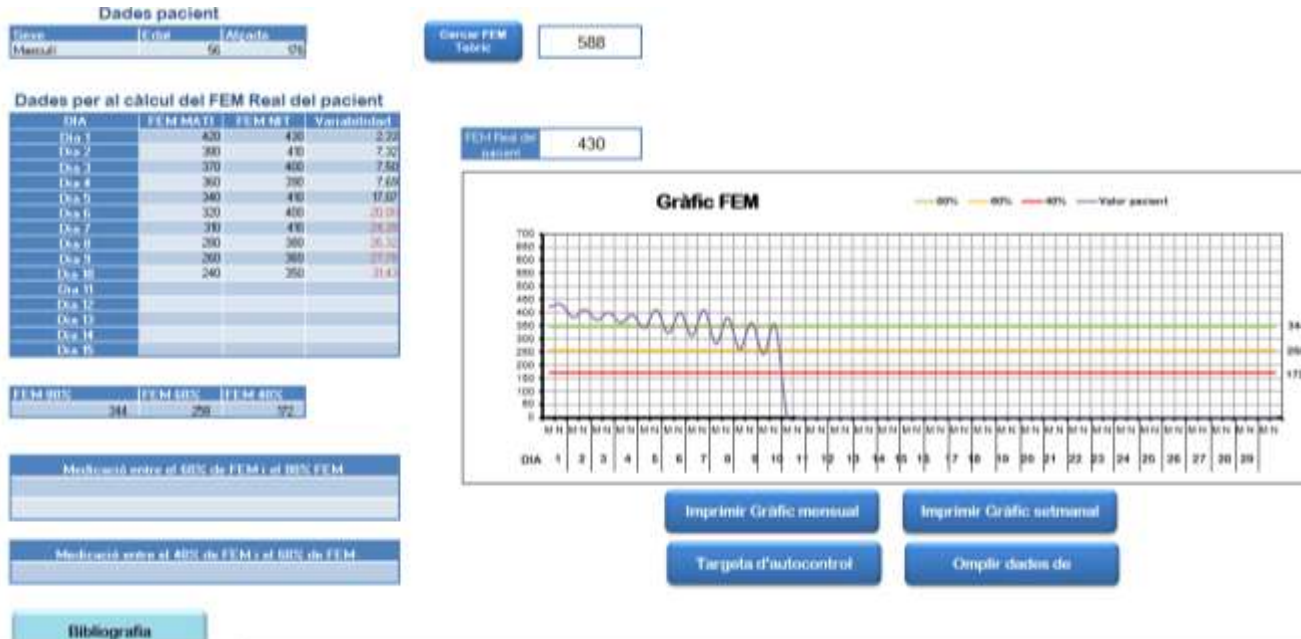 Dades pacient
Sexe Edat Alçada
Masculí 56 176
Cercar FEM
Teòric
588
Dades per al càlcul del FEM Real del pacient
DIA FEM MATÍ FEM NIT Variabilidad
Dia 1 420 430 2,33
Dia 2 380 410 7,32
Dia 3 370 400 7,50
Dia 4 360 390 7,69
Dia 5 340 410 17,07
Dia 6 320 400 20,00
Dia 7 310 410
Dia 8 280 380 26,32
Dia 9 260 360
Dia 10 240 350 31,43
Dia 11
Dia 12
Dia 13
Dia 14
Dia 15
FEM Real del
pacient
430
Gràfic FEM
80% 60% 40% Valor pacient
700
650
600
550
500
450
400
350
300
250
200
150
100
50
0
M N M N M N M N M N M N M N M N M N M N M N M N M N M N M N M N M N M N M N M N M N M N M N M N M N M N M N M N M N M N
DIA 1 2 3 4 5 6 7 8 9 10 11 12 13 14 15 16 17 18 19 20 21 22 23 24 25 26 27 28 29
FEM 80% FEM 60% FEM 40%
344 258 172
Medicació entre el 60% de FEM i el 80% FEM
Medicació entre el 40% de FEM i el 60% de FEM
Imprimir Gràfic mensual
Imprimir Gràfic setmanal
Targeta d'autocontrol
Omplir dades de
Bibliografia